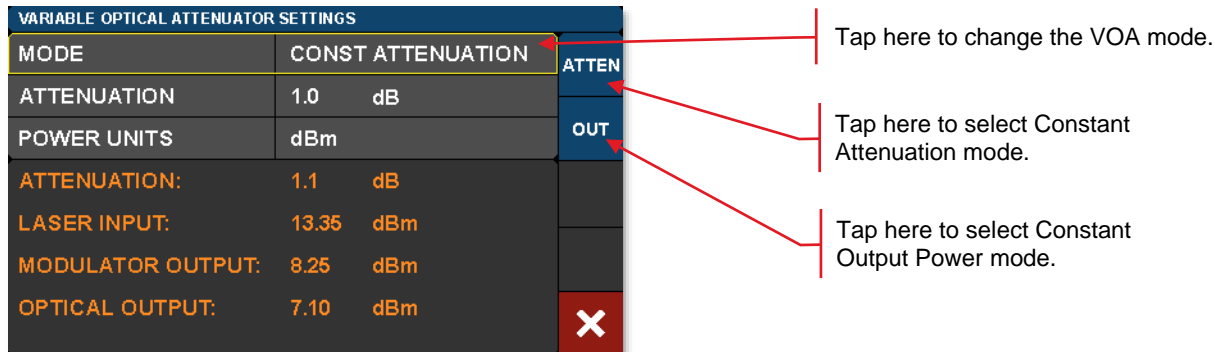 VARIABLE OPTICAL ATTENUATOR SETTINGS
MODE CONST ATTENUATION
ATTEN
ATTENUATION 1.0 dB
POWER UNITS dBm
OUT
ATTENUATION: 1.1 dB
LASER INPUT: 13.35 dBm
MODULATOR OUTPUT: 8.25 dBm
OPTICAL OUTPUT: 7.10 dBm
Tap here to change the VOA mode.
Tap here to select Constant
Attenuation mode.
Tap here to select Constant
Output Power mode.